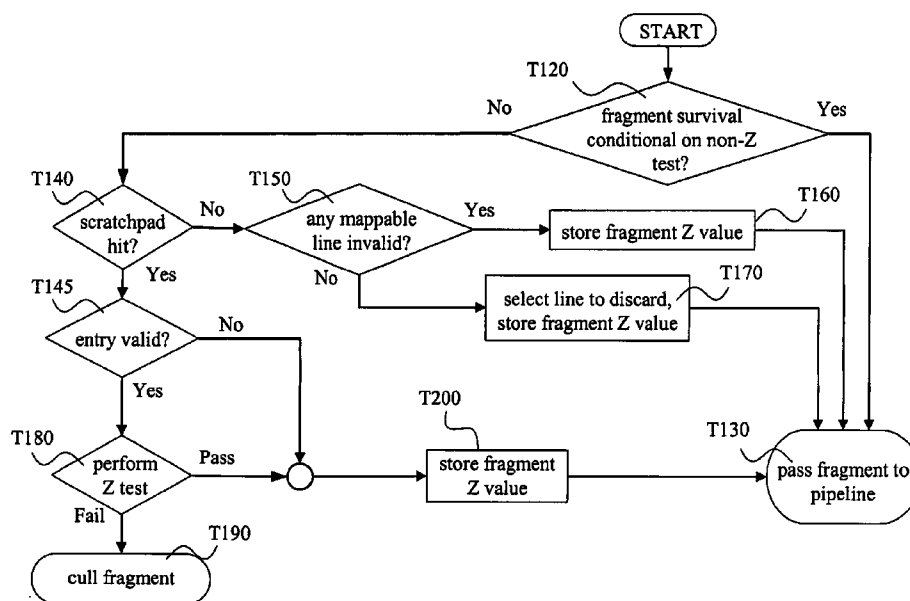 START
T120
No
Yes
fragment survival
conditional on non-Z
test?
T140
scratchpad
hit?
No
T150
any mappable
line invalid?
Yes
T160
store fragment Z value
Yes
No
T170
select line to discard,
store fragment Z value
T145
entry valid?
No
Yes
T180
perform
Z test
Pass
T200
store fragment
Z value
T130
pass fragment to
pipeline
Fail
T190
cull fragment